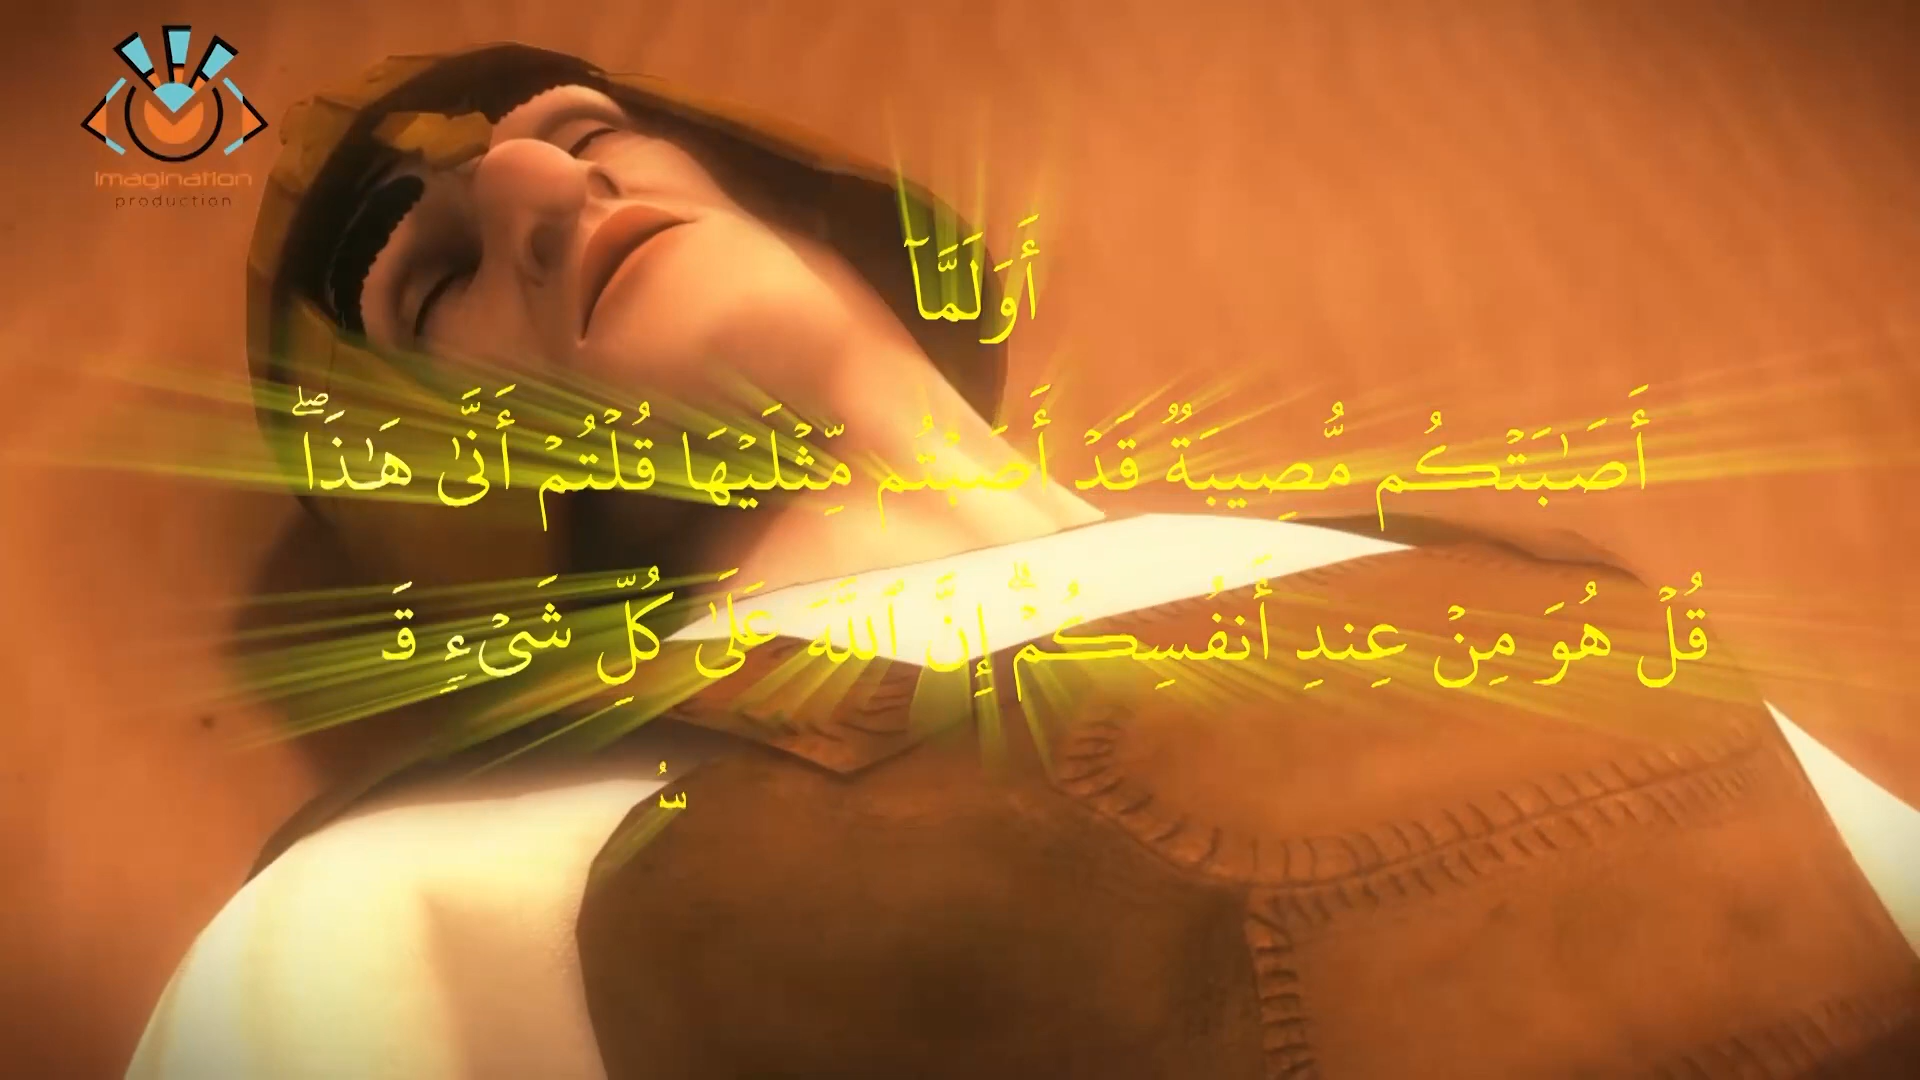 Imagination
production
أَوَلَمَّآ
أَصَـٰبَتْكُم مُّصِيبَةٌ قَدْ أَصَبْتُم مِّثْلَيْهَا قُلْتُمْ أَنَّىٰ هَـٰذَا ۖ
قُلْ هُوَ مِنْ عِندِ أَنفُسِكُمْ ۗ إِنَّ ٱللَّهَ عَلَىٰ كُلِّ شَىْءٍ قَ